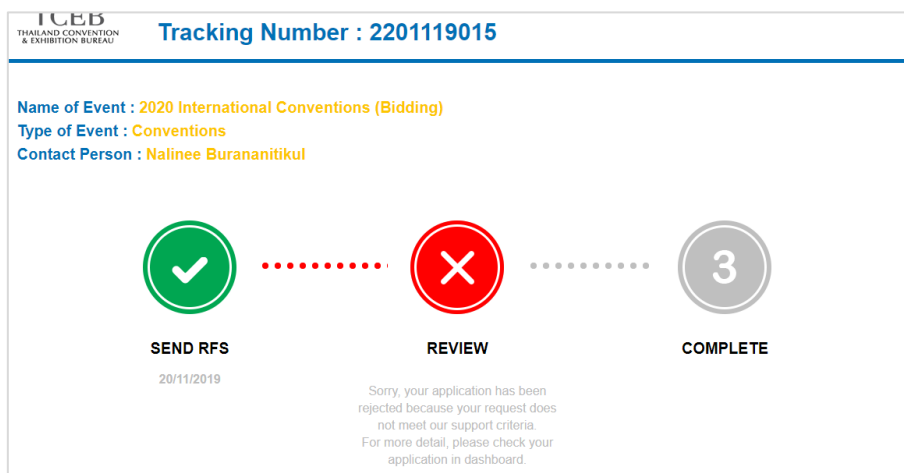 TCEB
THAILAND CONVENTION
& EXHIBITION BUREAU
Tracking Number : 2201119015
Name of Event : 2020 International Conventions (Bidding)
Type of Event : Conventions
Contact Person : Nalinee Burananitikul
3
SEND RFS
REVIEW
COMPLETE
20/11/2019
Sorry, your application has been
rejected because your request does
not meet our support criteria.
For more detail, please check your
application in dashboard.